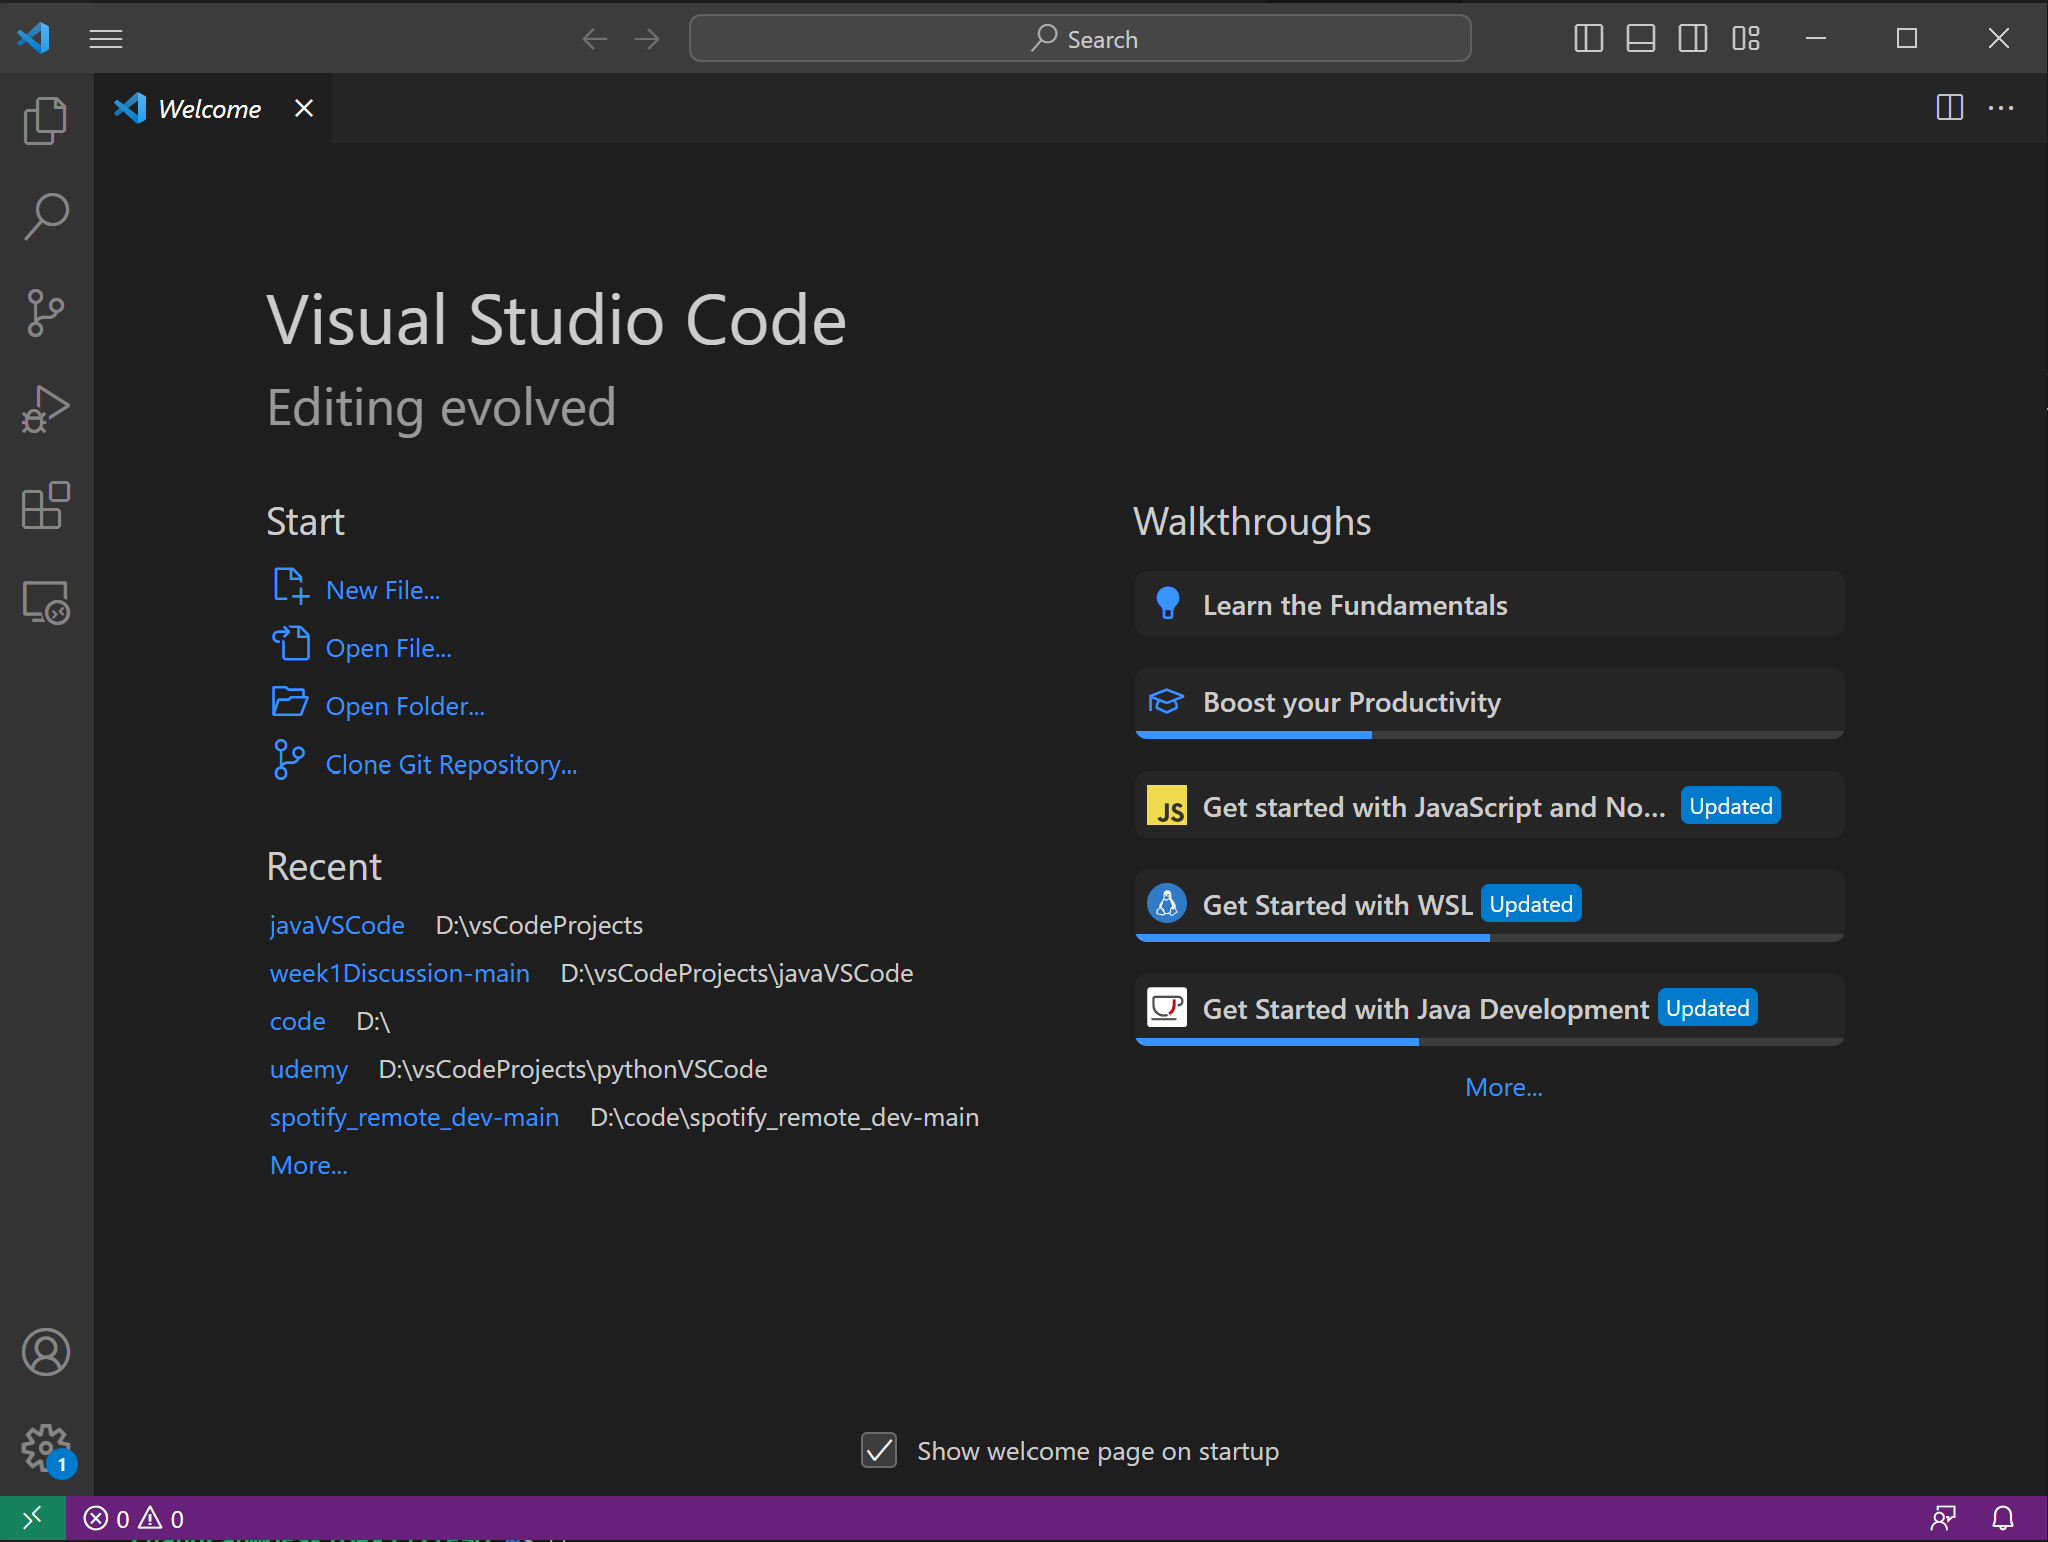 Search
Welcome
Visual Studio Code
Editing evolved
Start
New File...
Open File...
Open Folder...
Clone Git Repository...
Recent
javaVSCode D:\vsCodeProjects
week1Discussion-main D:\vsCodeProjects\javaVSCode
code D:\
udemy D:\vsCodeProjects\pythonVSCode
spotify_remote_dev-main D:\code\spotify_remote_dev-main
More...
Walkthroughs
Learn the Fundamentals
Boost your Productivity
JS Get started with JavaScript and No... Updated
Get Started with WSL Updated
Get Started with Java Development Updated
More...
Show welcome page on startup
1
0 0